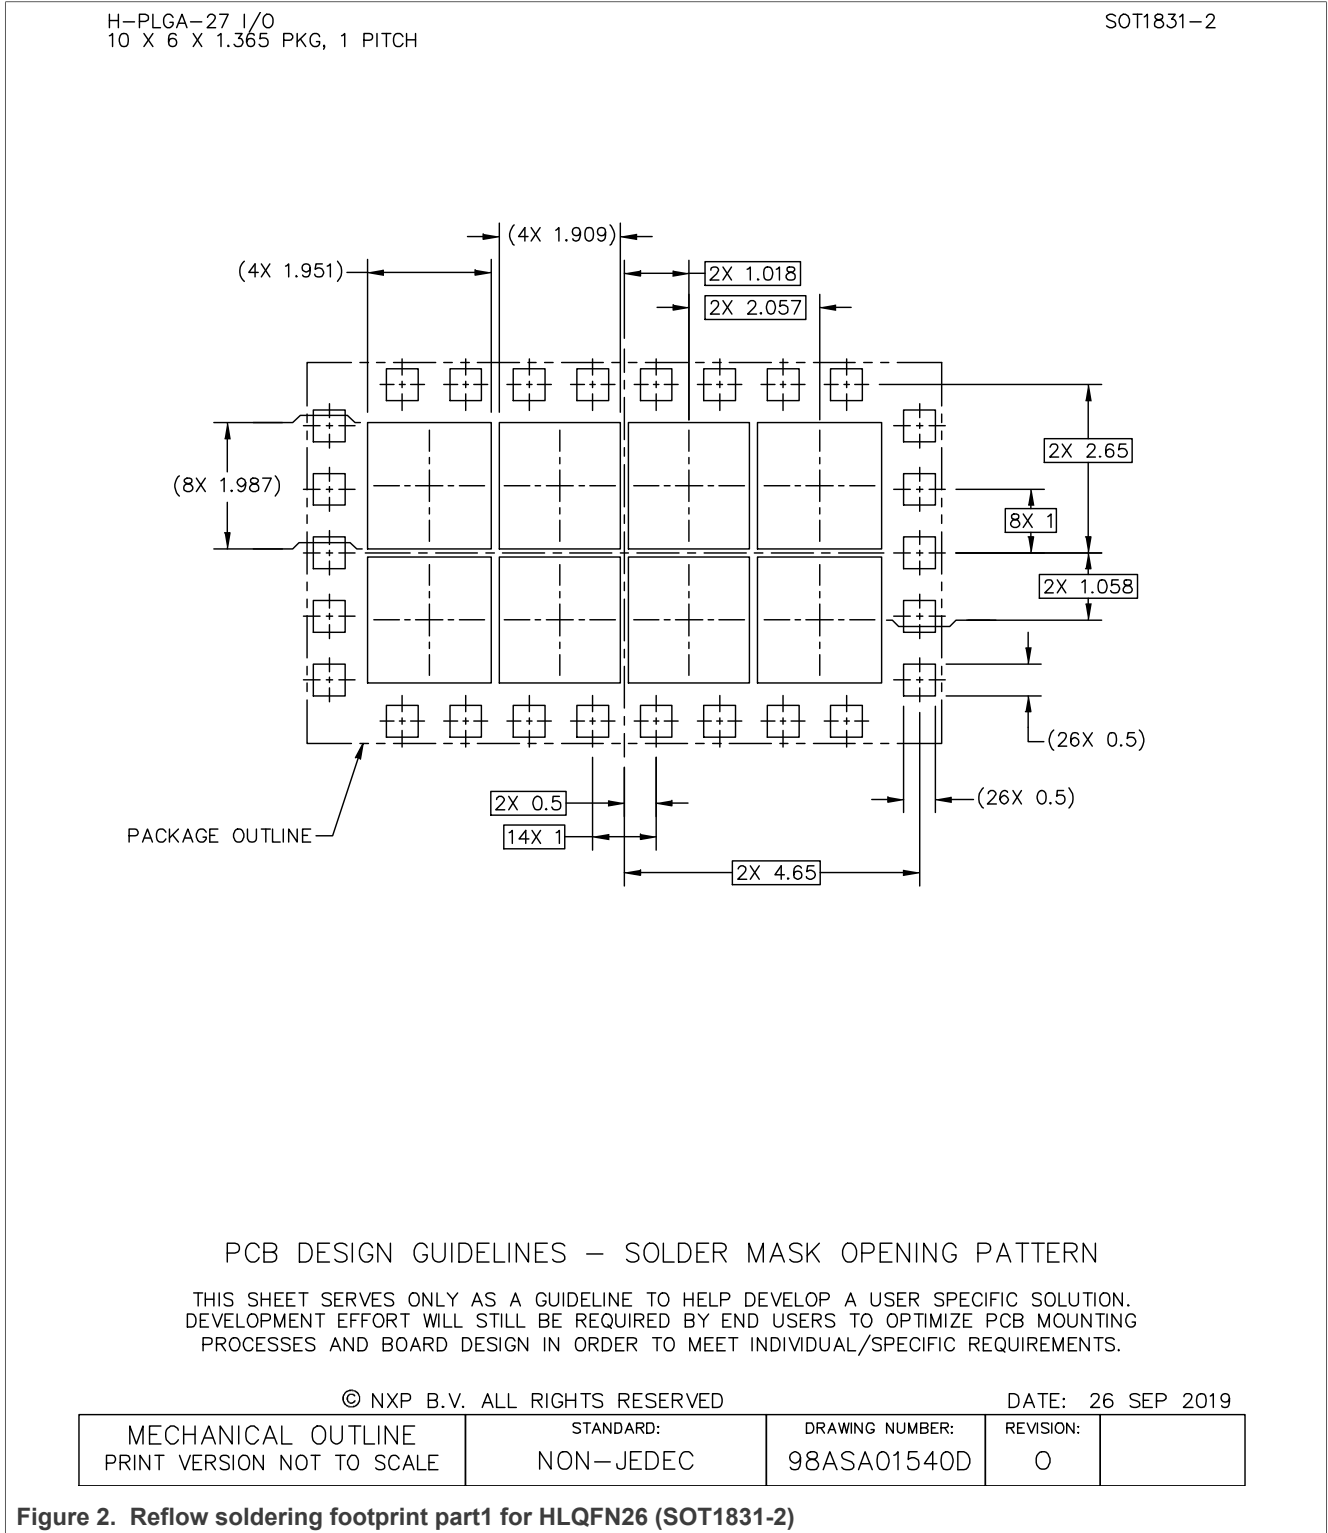 H-PLGA-27 I/O
10 X 6 X 1.365 PKG, 1 PITCH
SOT1831-2
(4X 1.909)
(4X 1.951)
2X 1.018
2X 2.057
2X 2.65
(8X 1.987)
8X 1
2X 1.058
(26X 0.5)
2X 0.5
(26X 0.5)
14X 1
PACKAGE OUTLINE
2X 4.65
PCB DESIGN GUIDELINES – SOLDER MASK OPENING PATTERN
THIS SHEET SERVES ONLY AS A GUIDELINE TO HELP DEVELOP A USER SPECIFIC SOLUTION.
DEVELOPMENT EFFORT WILL STILL BE REQUIRED BY END USERS TO OPTIMIZE PCB MOUNTING
PROCESSES AND BOARD DESIGN IN ORDER TO MEET INDIVIDUAL/SPECIFIC REQUIREMENTS.
© NXP B.V. ALL RIGHTS RESERVED
DATE: 26 SEP 2019
MECHANICAL OUTLINE
PRINT VERSION NOT TO SCALE
STANDARD:
NON-JEDEC
DRAWING NUMBER:
98ASA01540D
REVISION:
O
Figure 2. Reflow soldering footprint part1 for HLQFN26 (SOT1831-2)